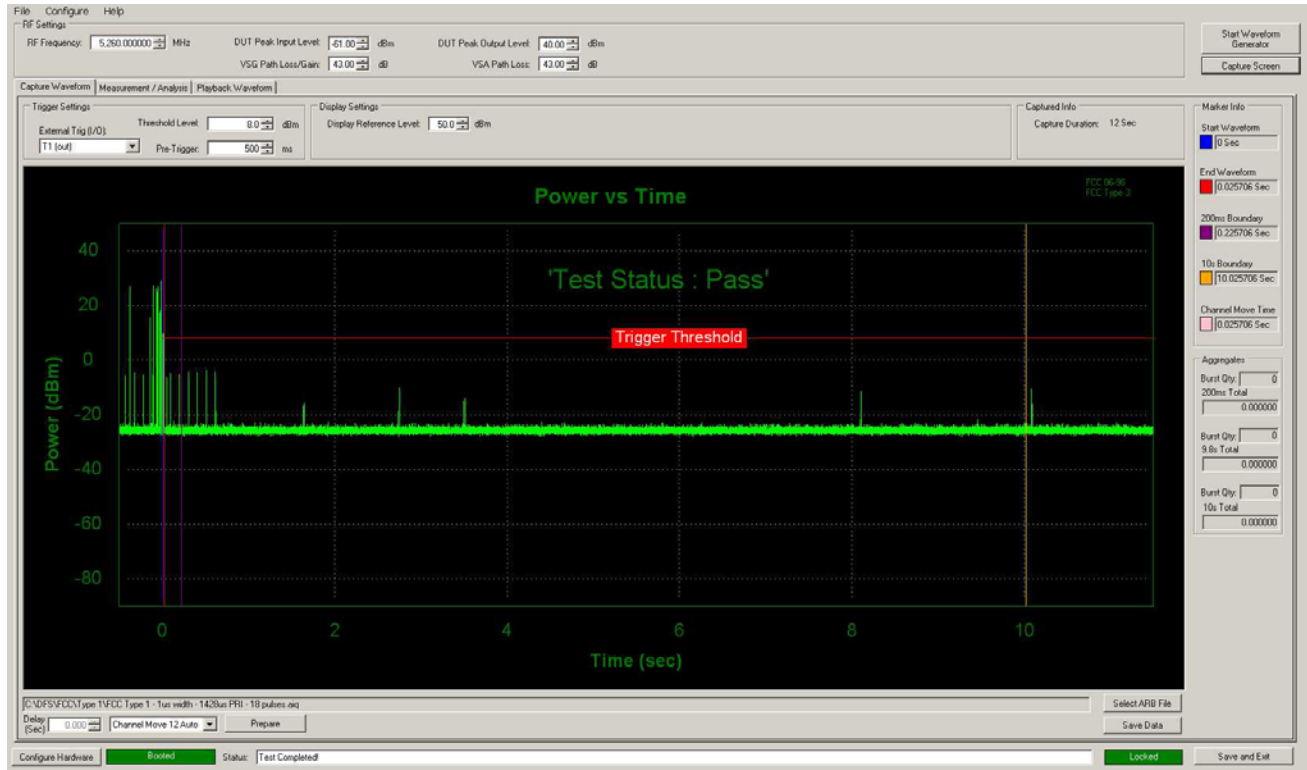 File Configure Help
RF Settings
RF Frequency: 5,260.000000 MHz DUT Peak Input Level: -61.00 dBm DUT Peak Output Level: 40.00 dBm
VSG Path Loss/Gain: 43.00 dB VSA Path Loss: 43.00 dB
Start Waveform Generator
Capture Screen
Capture Waveform Measurement / Analysis Playback Waveform
Trigger Settings
External Trig (I/O): Threshold Level: 8.0 dBm
T1 (out) Pre-Trigger: 500 ms
Display Settings
Display Reference Level: 50.0 dBm
Captured Info
Capture Duration: 12 Sec
Marker Info
Start Waveform
0 Sec
End Waveform
0.025706 Sec
200ms Boundary
0.225706 Sec
10s Boundary
10.025706 Sec
Channel Move Time
0.025706 Sec
Aggregates
Burst Qty: 0
200ms Total
0.000000
Burst Qty: 0
9.8s Total
0.000000
Burst Qty: 0
10s Total
0.000000
Power vs Time
FCC 06-96
FCC Type 3
'Test Status : Pass'
Trigger Threshold
Power (dBm)
40
20
0
-20
-40
-60
-80
0 2 4 6 8 10
Time (sec)
C:\DFS\FCC\Type 1\FCC Type 1 - 1us width - 1428us PRI - 18 pulses.aiq
Select ARB File
Delay (Sec) 0.000 Channel Move 12 Auto Prepare
Save Data
Configure Hardware Booted Status: Test Completed! Locked Save and Exit